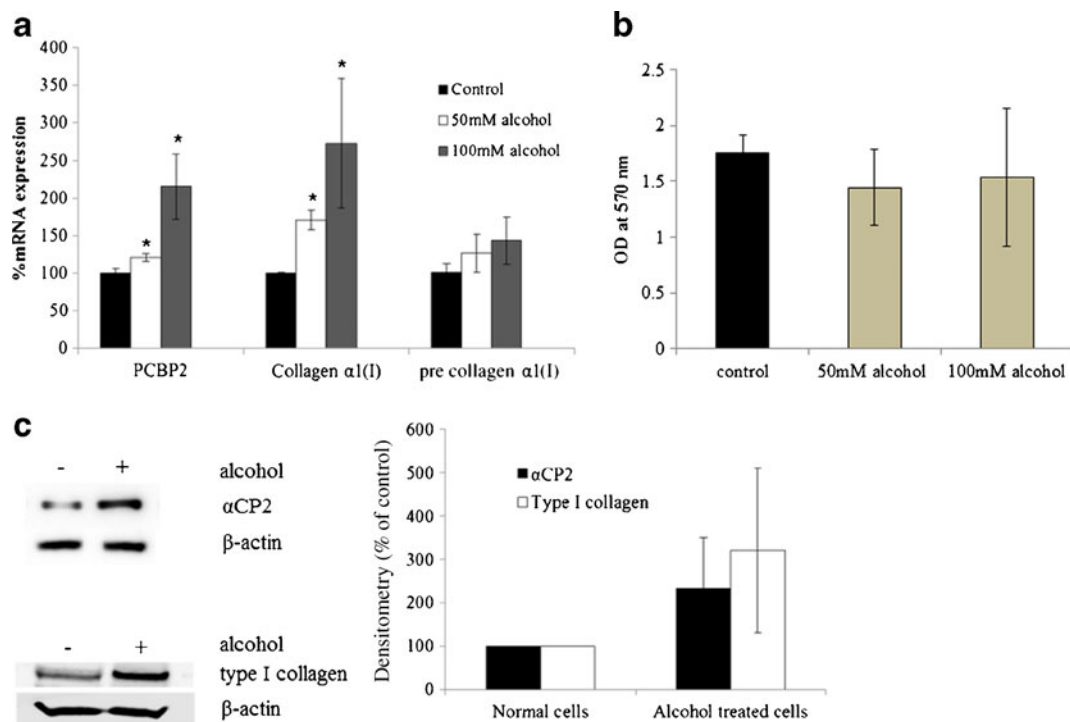 a
400
350
300
250
200
150
100
50
0
%mRNA expression
* * * *
Control
50mM alcohol
100mM alcohol
PCBP2
Collagen α1(I)
pre collagen α1(I)
b
2.5
2
1.5
1
0.5
0
OD at 570 nm
control
50mM alcohol
100mM alcohol
c
- + alcohol
αCP2
β-actin
- + alcohol
type I collagen
β-actin
600
500
400
300
200
100
0
Densitometry (% of control)
αCP2
Type I collagen
Normal cells
Alcohol treated cells